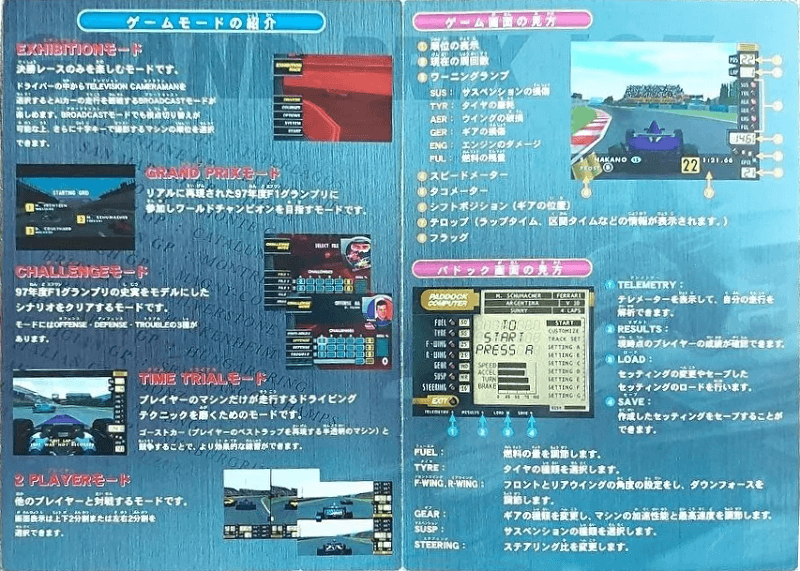 ゲームモードの紹介
EXHIBITIONモード
決勝レースのみを楽しむモードです。
ドライバーの中からTELEVISION CAMERAMANを
選択するとAIカーの走行を観戦するBROADCASTモードが
楽しめます。BROADCASTモードでも視点切り替えが
可能な上、さらに十字キーで撮影するマシンの順位を選択
できます。
GRAND PRIXモード
リアルに再現された97年度F1グランプリに
参加しワールドチャンピオンを目指すモードです。
CHALLENGEモード
97年度F1グランプリの史実をモデルにした
シナリオをクリアするモードです。
モードにはOFFENSE・DEFENSE・TROUBLEの3種が
あります。
TIME TRIALモード
プレイヤーのマシンだけが走行するドライビング
テクニックを磨くためのモードです。
ゴーストカー(プレイヤーのベストラップを再現する半透明のマシン)と
競争することで、より効果的な練習ができます。
2 PLAYERモード
他のプレイヤーと対戦するモードです。
画面表示は上下2分割または左右2分割を
選択できます。
ゲーム画面の見方
1 順位の表示
2 現在の周回数
3 ワーニングランプ
SUS: サスペンションの損傷
TYR: タイヤの磨耗
AER: ウイングの破損
GER: ギアの損傷
ENG: エンジンのダメージ
FUL: 燃料の残量
4 スピードメーター
5 タコメーター
6 シフトポジション(ギアの位置)
7 テロップ(ラップタイム、区間タイムなどの情報が表示されます。)
8 フラッグ
NAKANO
22
1:21.66
パドック画面の見方
PADDOCK
COMPUTER
M. SCHUMACHER FERRARI
ARGENTINA V 10
SUNNY 4 LAPS
FUEL
TYRE
F-WING
R-WING
GEAR
SUSP
STEERING
TO
START
PRESS A
SPEED
ACCEL
TURN
BRAKE
START
CUSTOMIZE
TRACK SET
EXIT
TELEMETRY RESULTS LOAD SAVE
1 TELEMETRY:
テレメーターを表示して、自分の走行を
解析できます。
2 RESULTS:
現時点のプレイヤーの成績が確認できます。
3 LOAD:
セッティングの変更やセーブした
セッティングのロードを行います。
4 SAVE:
作成したセッティングをセーブすることが
できます。
FUEL: 燃料の量を調節します。
TYRE: タイヤの種類を選択します。
F-WING, R-WING: フロントとリアウイングの角度の設定をし、ダウンフォースを
調節します。
GEAR: ギアの種類を変更し、マシンの加速性能と最高速度を調節します。
SUSP: サスペンションの種類を選択します。
STEERING: ステアリング比を変更します。